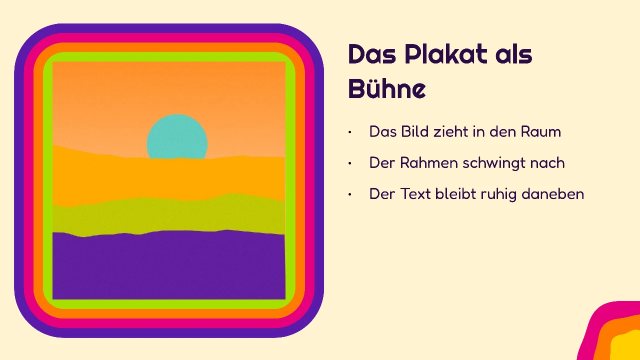 Das Plakat als
Bühne
· Das Bild zieht in den Raum
· Der Rahmen schwingt nach
· Der Text bleibt ruhig daneben